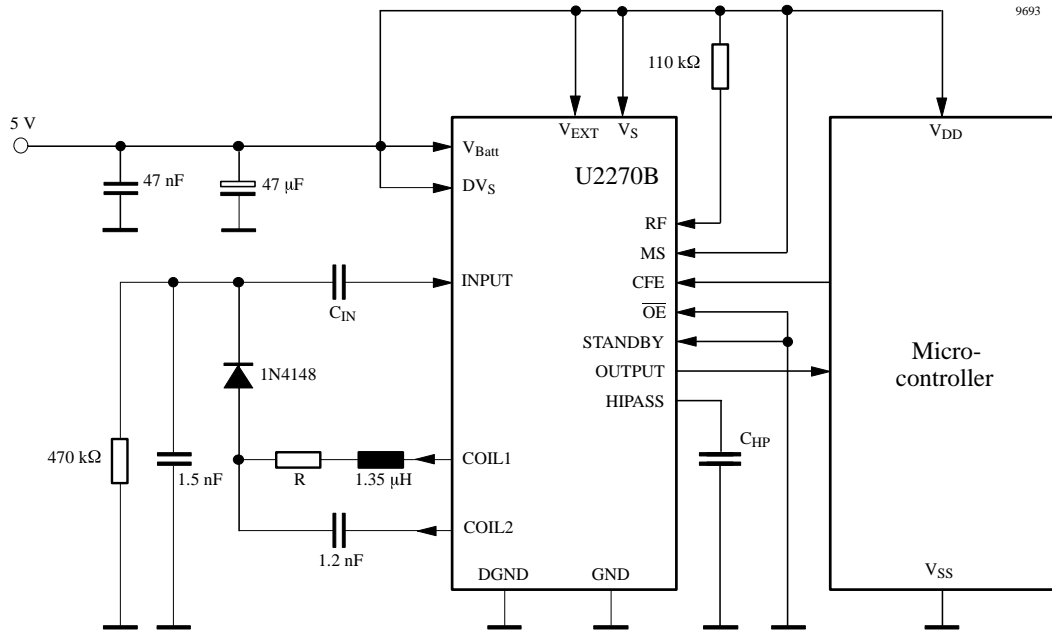 9693
110 kΩ
5 V
V_EXT
V_S
V_DD
V_Batt
47 nF
47 µF
DV_S
U2270B
RF
MS
INPUT
CFE
C_IN
OE
STANDBY
Micro-
controller
1N4148
OUTPUT
HIPASS
C_HP
470 kΩ
COIL1
1.5 nF
R
1.35 µH
COIL2
1.2 nF
DGND
GND
V_SS